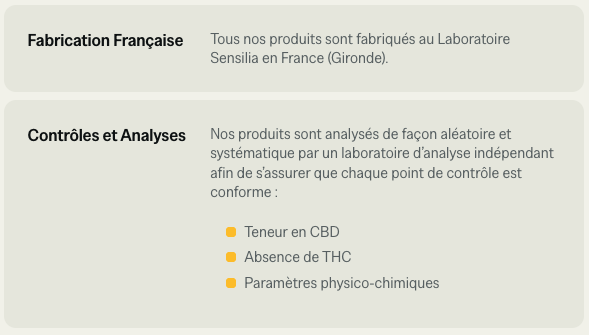 Fabrication Française
Tous nos produits sont fabriqués au Laboratoire
Sensilia en France (Gironde).
Contrôles et Analyses
Nos produits sont analysés de façon aléatoire et
systématique par un laboratoire d'analyse indépendant
afin de s'assurer que chaque point de contrôle est
conforme :
Teneur en CBD
Absence de THC
Paramètres physico-chimiques